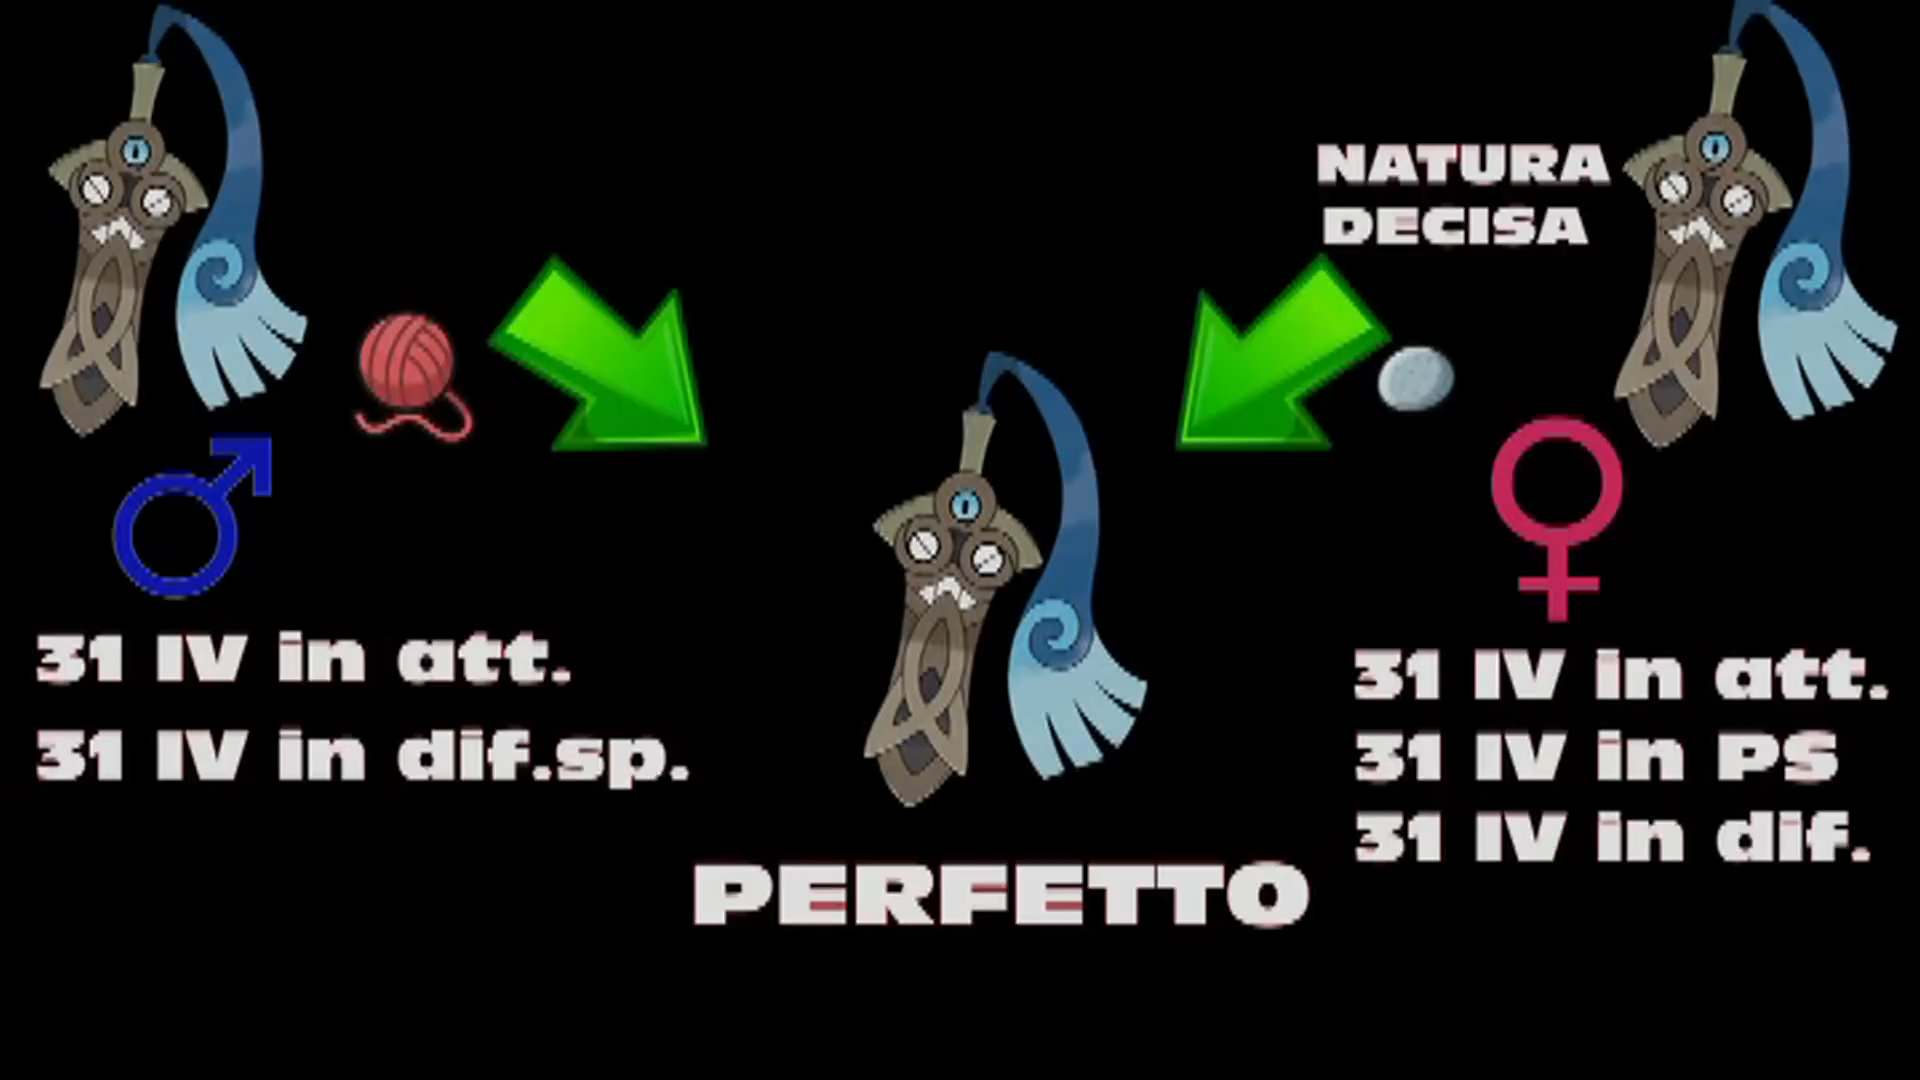 NATURA
DECISA
31 IV in att.
31 IV in dif.sp.
31 IV in att.
31 IV in PS
31 IV in dif.
PERFETTO